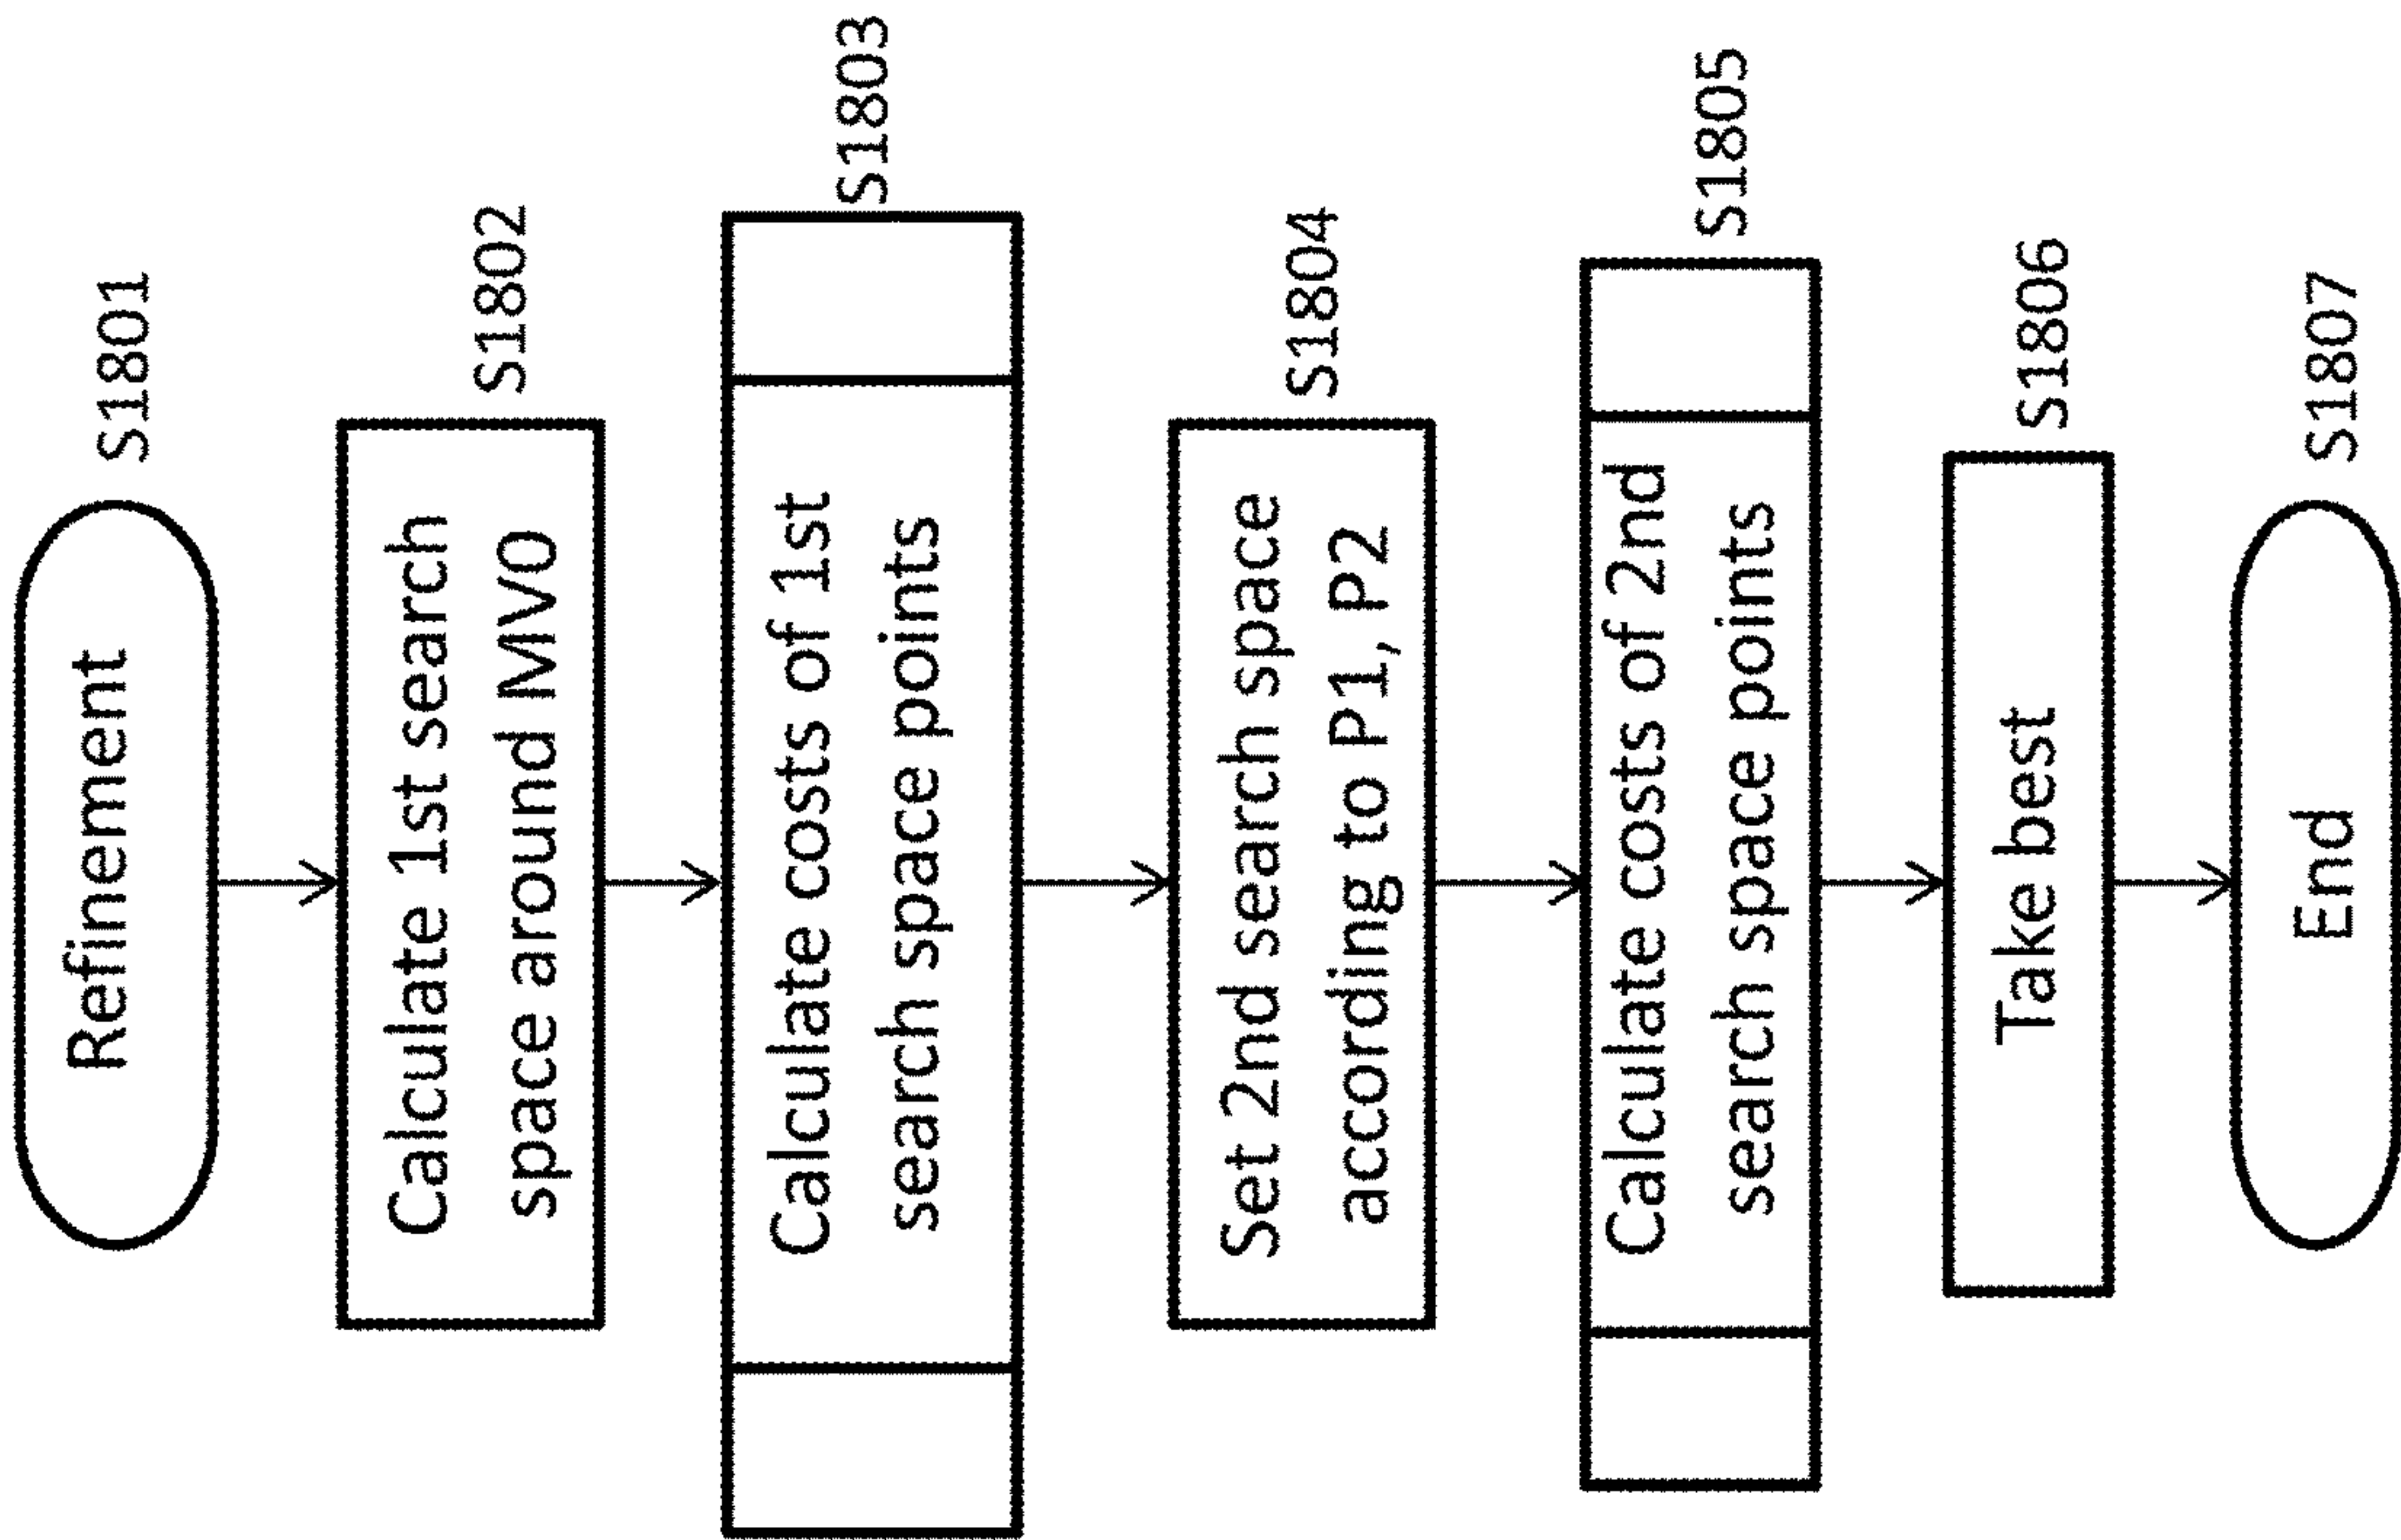 Refinement
S1801
Calculate 1st search
space around MV0
S1802
Calculate costs of 1st
search space points
S1803
Set 2nd search space
according to P1, P2
S1804
Calculate costs of 2nd
search space points
S1805
Take best
S1806
End
S1807